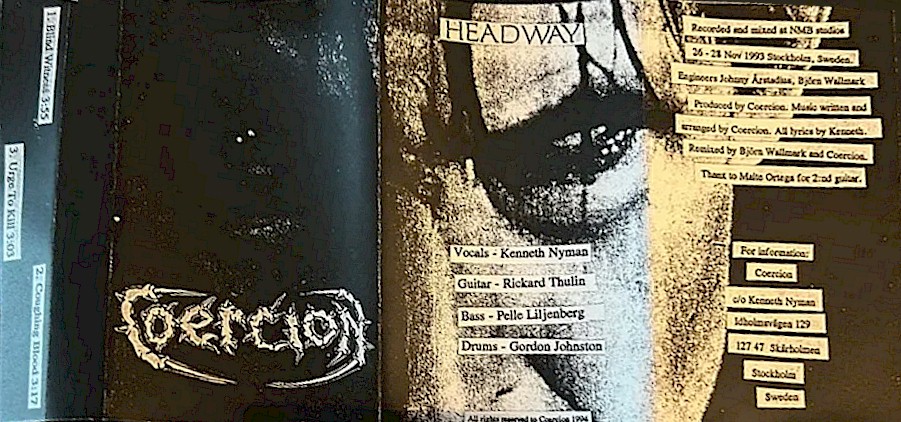 1: Blind Witness 3:55
3: Urge To Kill 3:03
2: Coughing Blood 3:17
Coercion
HEADWAY
Vocals - Kenneth Nyman
Guitar - Rickard Thulin
Bass - Pelle Liljenberg
Drums - Gordon Johnston
All rights reserved to Coercion 1994
Recorded and mixed at NMB studios
26 - 28 Nov 1993 Stockholm, Sweden.
Engineers Johnny Årstadius, Björn Wallmark
Produced by Coercion. Music written and
arranged by Coercion. All lyrics by Kenneth.
Remixed by Björn Wallmark and Coercion.
Thanx to Malte Ortega for 2:nd guitar.
For information:
Coercion
c/o Kenneth Nyman
Idholmsvägen 129
127 47 Skärholmen
Stockholm
Sweden